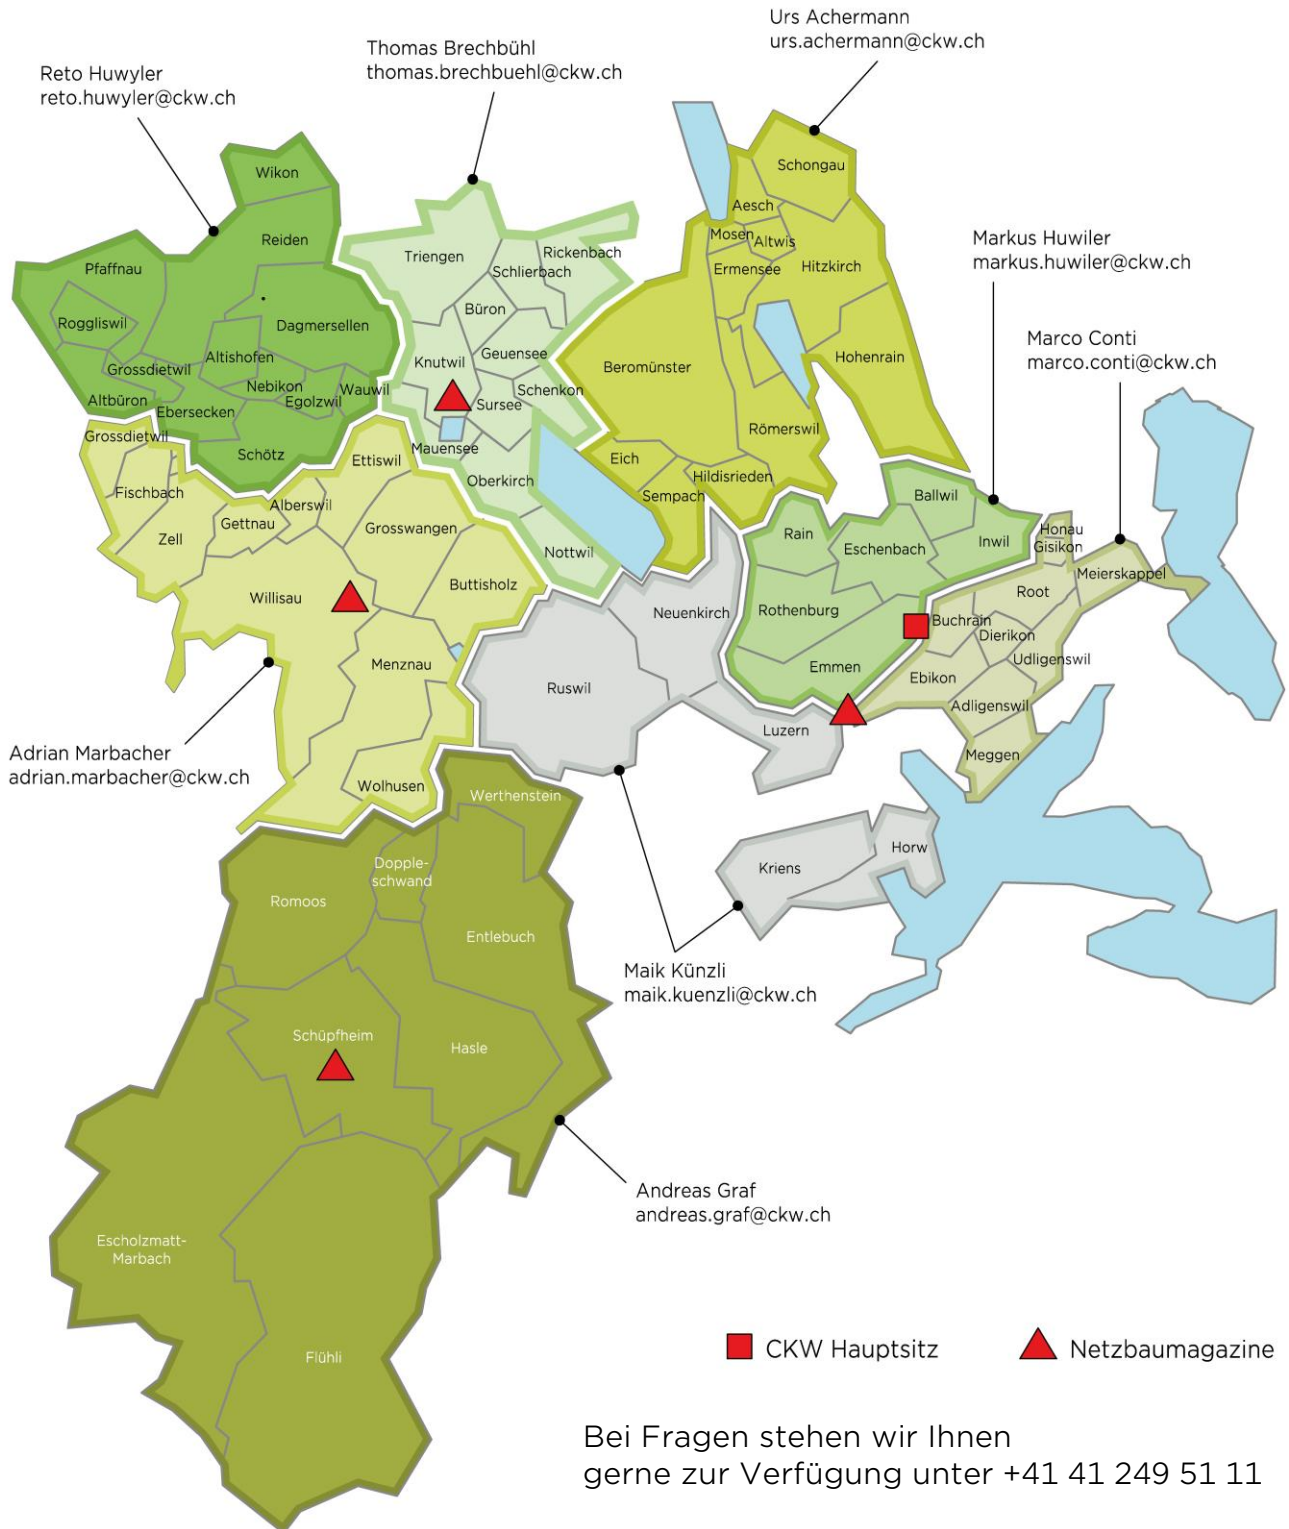 Urs Achermann
urs.achermann@ckw.ch
Thomas Brechbühl
thomas.brechbuehl@ckw.ch
Reto Huwyler
reto.huwyler@ckw.ch
Markus Huwiler
markus.huwiler@ckw.ch
Marco Conti
marco.conti@ckw.ch
Wikon
Reiden
Pfaffnau
Roggliswil
Dagmersellen
Altishofen
Grossdietwil
Nebikon
Wauwil
Egolzwil
Altbüron
Ebersecken
Schötz
Triengen
Rickenbach
Schlierbach
Büron
Geuensee
Knutwil
Schenkon
Sursee
Mauensee
Oberkirch
Nottwil
Schongau
Aesch
Mosen
Altwis
Ermensee
Hitzkirch
Hohenrain
Beromünster
Römerswil
Eich
Hildisrieden
Sempach
Grossdietwil
Ettiswil
Fischbach
Alberswil
Gettnau
Grosswangen
Zell
Buttisholz
Willisau
Menznau
Wolhusen
Ballwil
Rain
Eschenbach
Inwil
Rothenburg
Emmen
Honau
Gisikon
Meierskappel
Root
Buchrain
Dierikon
Udligenswil
Ebikon
Adligenswil
Meggen
Neuenkirch
Ruswil
Luzern
Kriens
Horw
Adrian Marbacher
adrian.marbacher@ckw.ch
Werthenstein
Dopple-
schwand
Romoos
Entlebuch
Schüpfheim
Hasle
Escholzmatt-
Marbach
Flühli
Maik Künzli
maik.kuenzli@ckw.ch
Andreas Graf
andreas.graf@ckw.ch
CKW Hauptsitz
Netzbaumagazine
Bei Fragen stehen wir Ihnen
gerne zur Verfügung unter +41 41 249 51 11